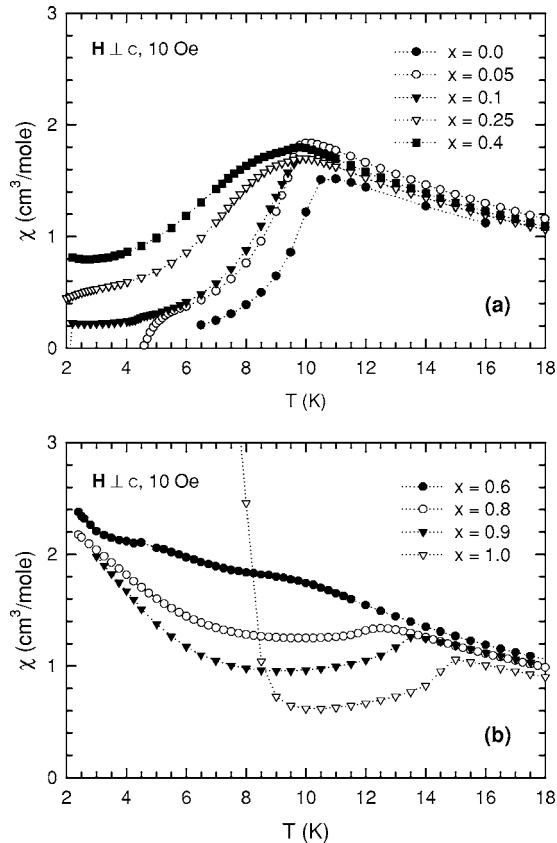 3
H ⊥ c, 10 Oe
x = 0.0
x = 0.05
x = 0.1
x = 0.25
x = 0.4
2
χ (cm³/mole)
1
(a)
0
2 4 6 8 10 12 14 16 18
T (K)
3
H ⊥ c, 10 Oe
x = 0.6
x = 0.8
x = 0.9
x = 1.0
2
χ (cm³/mole)
1
(b)
0
2 4 6 8 10 12 14 16 18
T (K)